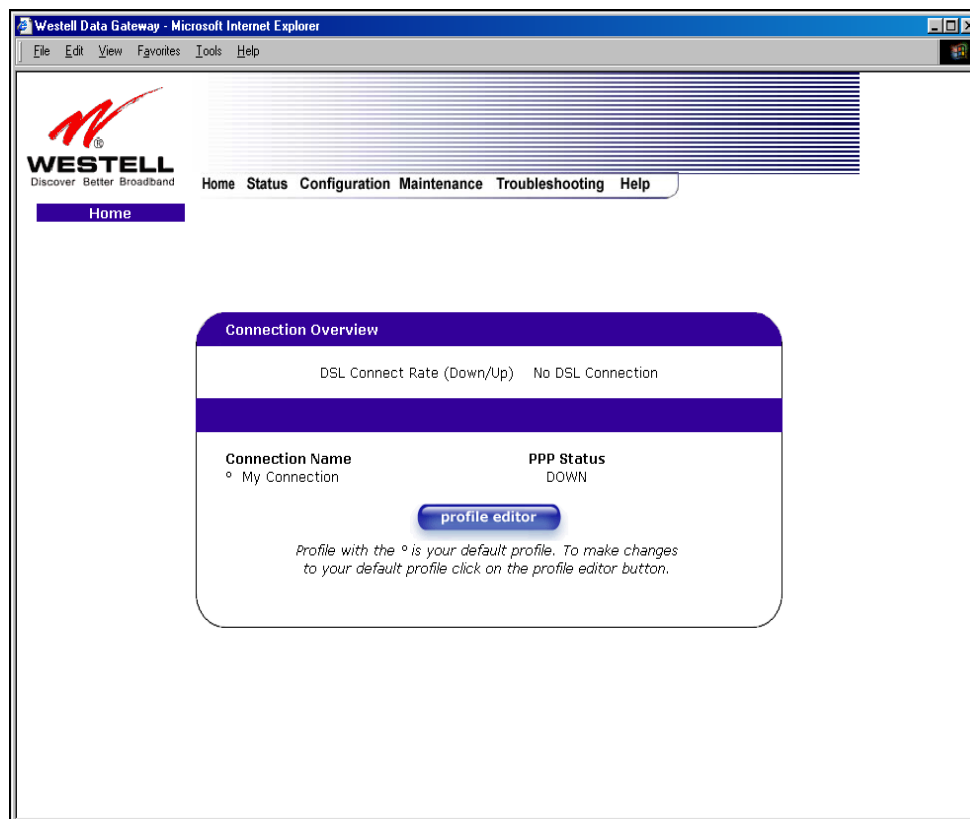 Westell Data Gateway - Microsoft Internet Explorer
File Edit View Favorites Tools Help
®
WESTELL
Discover Better Broadband
Home Status Configuration Maintenance Troubleshooting Help
Home
Connection Overview
DSL Connect Rate (Down/Up) No DSL Connection
Connection Name PPP Status
° My Connection DOWN
profile editor
Profile with the ° is your default profile. To make changes
to your default profile click on the profile editor button.